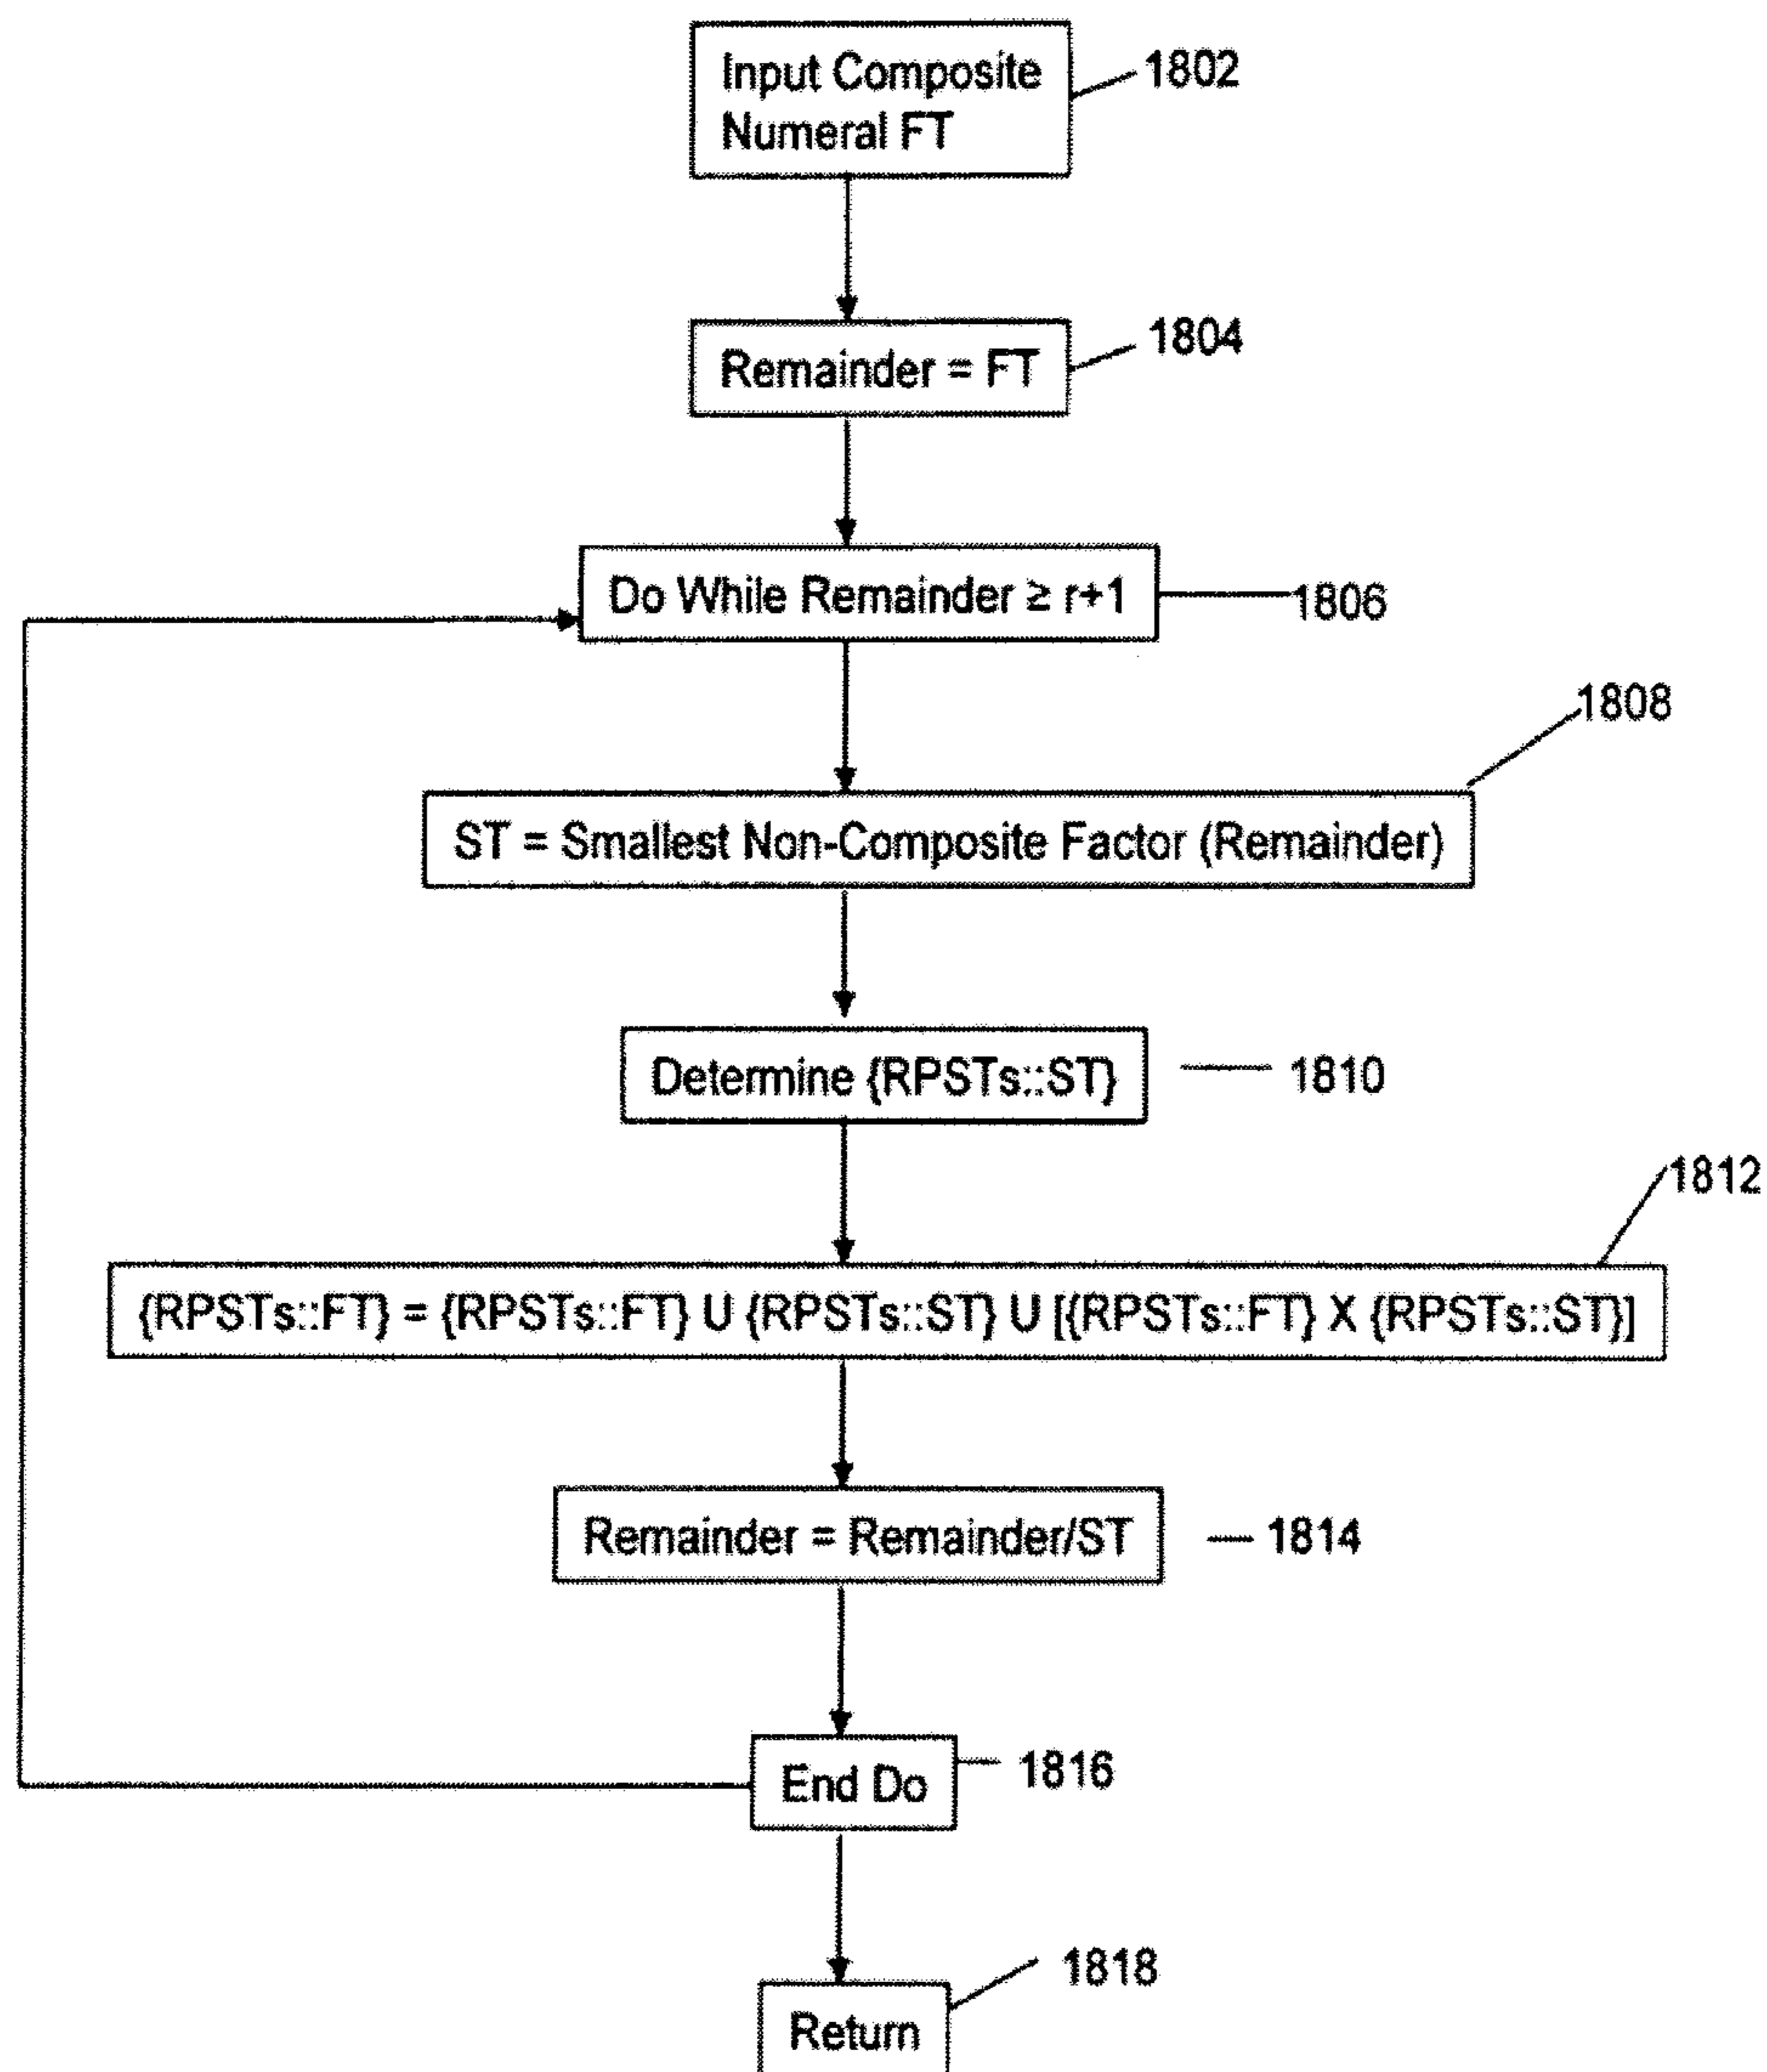 Input Composite
Numeral FT
1802
Remainder = FT
1804
Do While Remainder ≥ r+1
1806
1808
ST = Smallest Non-Composite Factor (Remainder)
Determine {RPSTs::ST}
1810
1812
{RPSTs::FT} = {RPSTs::FT} U {RPSTs::ST} U [{RPSTs::FT} X {RPSTs::ST}]
Remainder = Remainder/ST
1814
End Do
1816
1818
Return